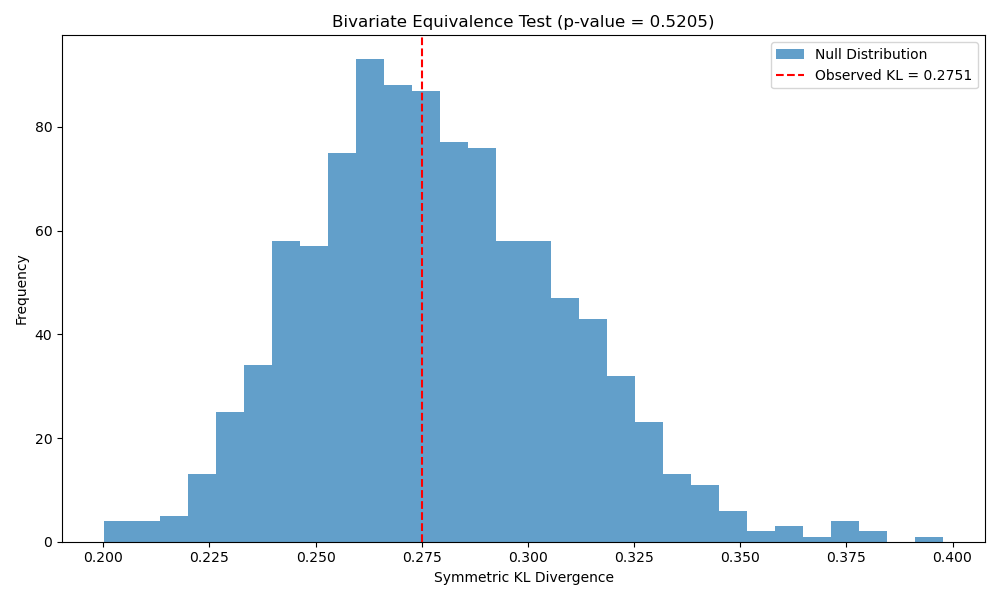 Bivariate Equivalence Test (p-value = 0.5205)
Null Distribution
Observed KL = 0.2751
Frequency
80
60
40
20
0
0.200 0.225 0.250 0.275 0.300 0.325 0.350 0.375 0.400
Symmetric KL Divergence